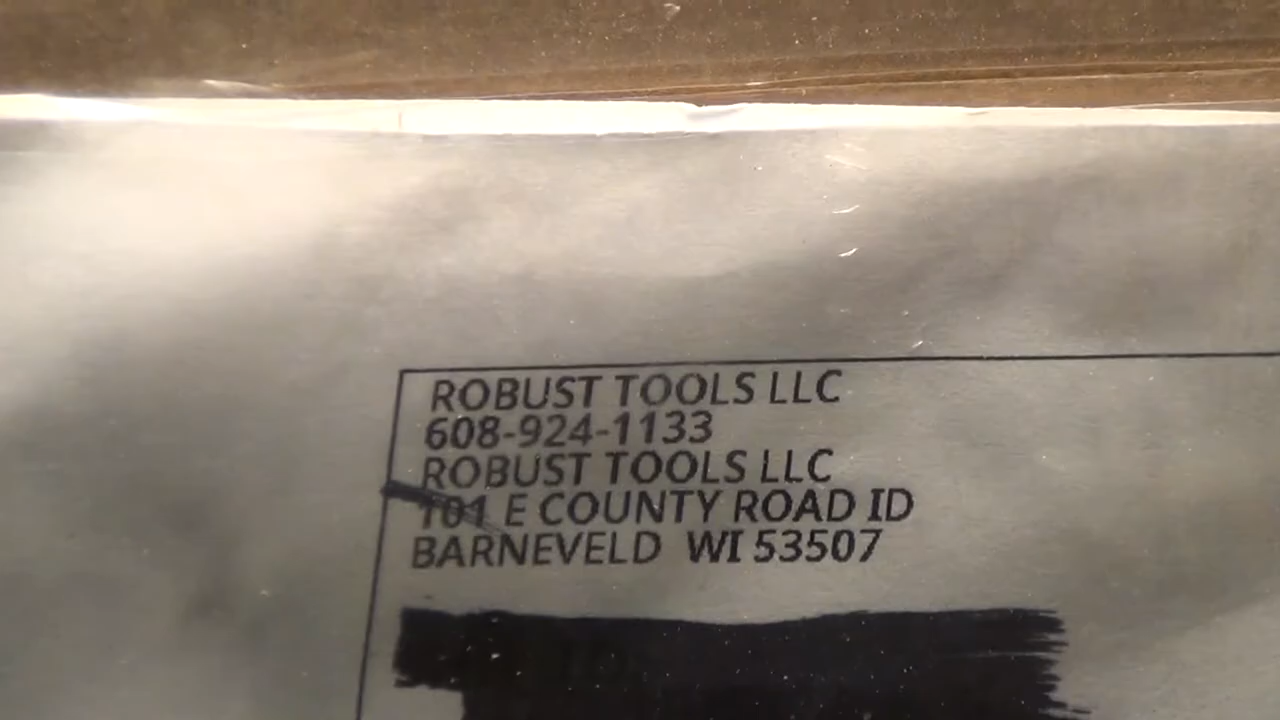 ROBUST TOOLS LLC
608-924-1133
ROBUST TOOLS LLC
101 E COUNTY ROAD ID
BARNEVELD WI 53507